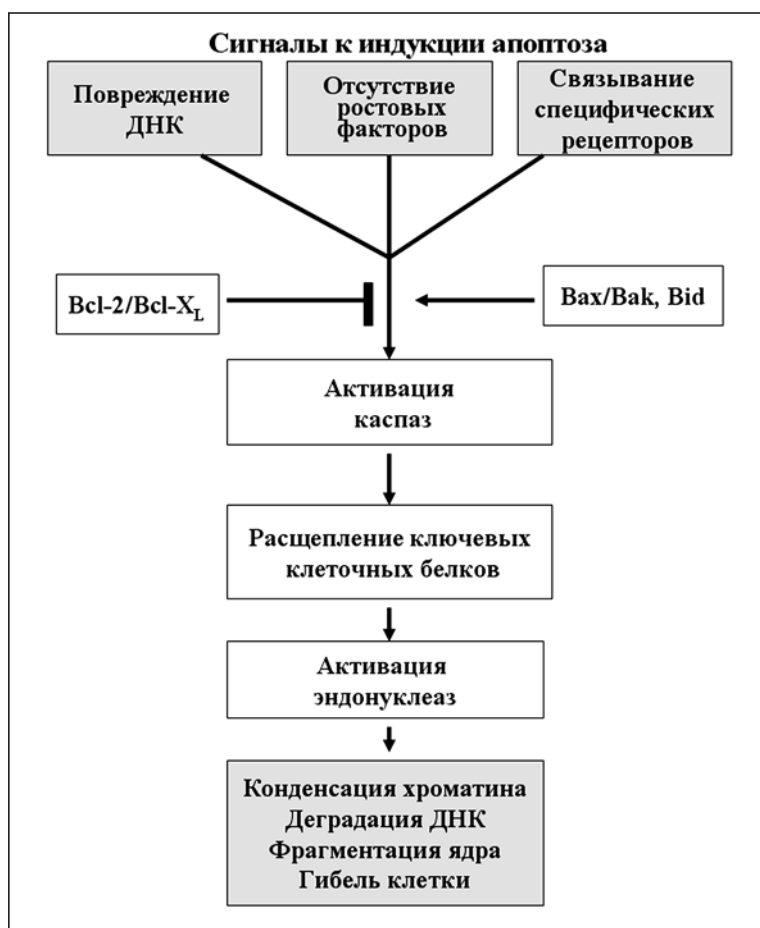 Сигналы к индукции апоптоза
Повреждение
ДНК
Отсутствие
ростовых
факторов
Связывание
специфических
рецепторов
Bcl-2/Bcl-XL
Bax/Bak, Bid
Активация
каспаз
Расщепление ключевых
клеточных белков
Активация
эндонуклеаз
Конденсация хроматина
Деградация ДНК
Фрагментация ядра
Гибель клетки